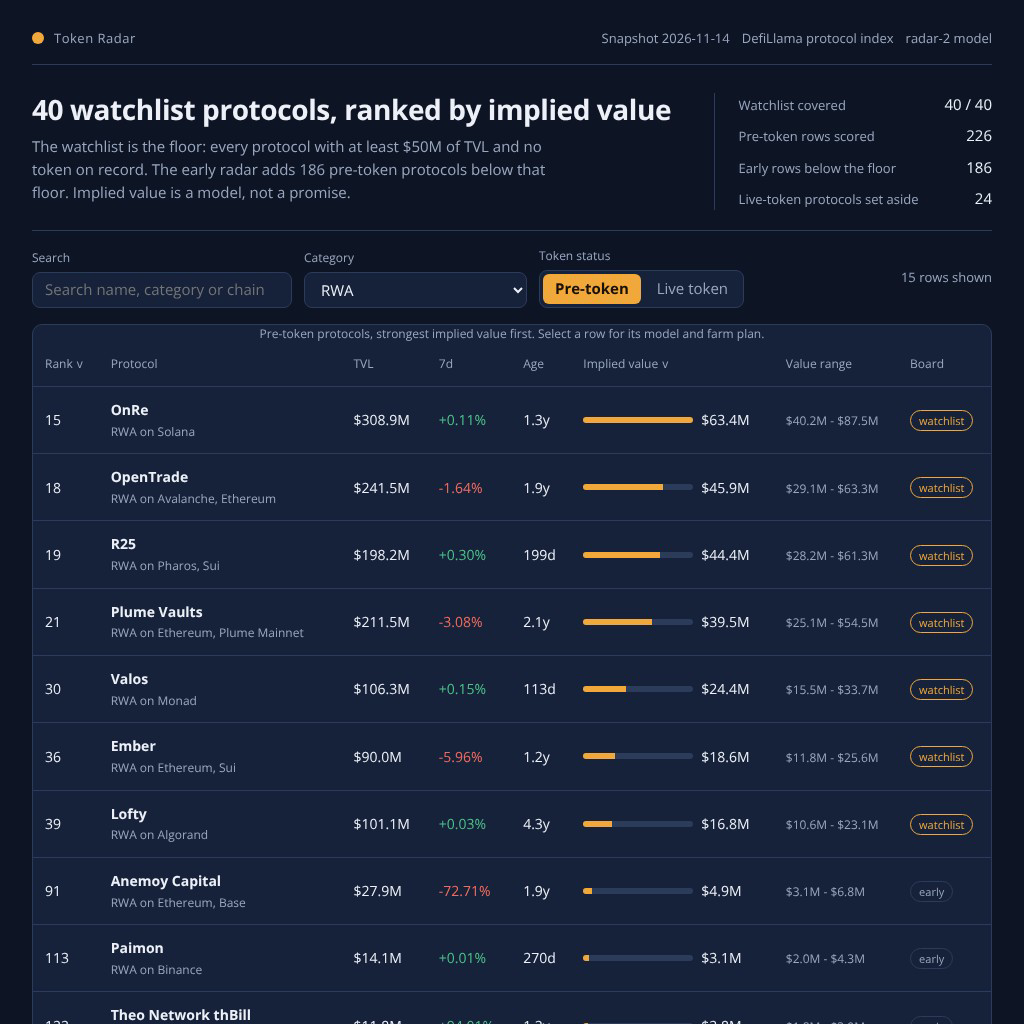 Token Radar
Snapshot 2026-11-14 DefiLlama protocol index radar-2 model
40 watchlist protocols, ranked by implied value
The watchlist is the floor: every protocol with at least $50M of TVL and no
token on record. The early radar adds 186 pre-token protocols below that
floor. Implied value is a model, not a promise.
Watchlist covered 40 / 40
Pre-token rows scored 226
Early rows below the floor 186
Live-token protocols set aside 24
Search
Search name, category or chain
Category
RWA
Token status
Pre-token Live token
15 rows shown
Pre-token protocols, strongest implied value first. Select a row for its model and farm plan.
Rank v Protocol TVL 7d Age Implied value v Value range Board
15 OnRe $308.9M +0.11% 1.3y $63.4M $40.2M - $87.5M watchlist
RWA on Solana
18 OpenTrade $241.5M -1.64% 1.9y $45.9M $29.1M - $63.3M watchlist
RWA on Avalanche, Ethereum
19 R25 $198.2M +0.30% 199d $44.4M $28.2M - $61.3M watchlist
RWA on Pharos, Sui
21 Plume Vaults $211.5M -3.08% 2.1y $39.5M $25.1M - $54.5M watchlist
RWA on Ethereum, Plume Mainnet
30 Valos $106.3M +0.15% 113d $24.4M $15.5M - $33.7M watchlist
RWA on Monad
36 Ember $90.0M -5.96% 1.2y $18.6M $11.8M - $25.6M watchlist
RWA on Ethereum, Sui
39 Lofty $101.1M +0.03% 4.3y $16.8M $10.6M - $23.1M watchlist
RWA on Algorand
91 Anemoy Capital $27.9M -72.71% 1.9y $4.9M $3.1M - $6.8M early
RWA on Ethereum, Base
113 Paimon $14.1M +0.01% 270d $3.1M $2.0M - $4.3M early
RWA on Binance
Theo Network thBill